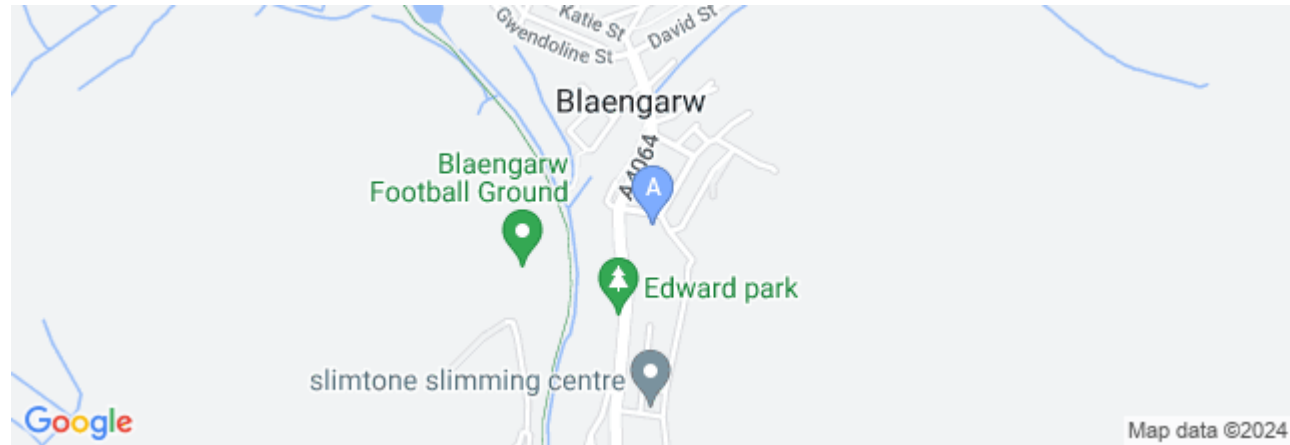 Katie St
David St
Gwendoline St
Blaengarw
A4064
Blaengarw
Football Ground
A
Edward park
slimtone slimming centre
Google
Map data ©2024